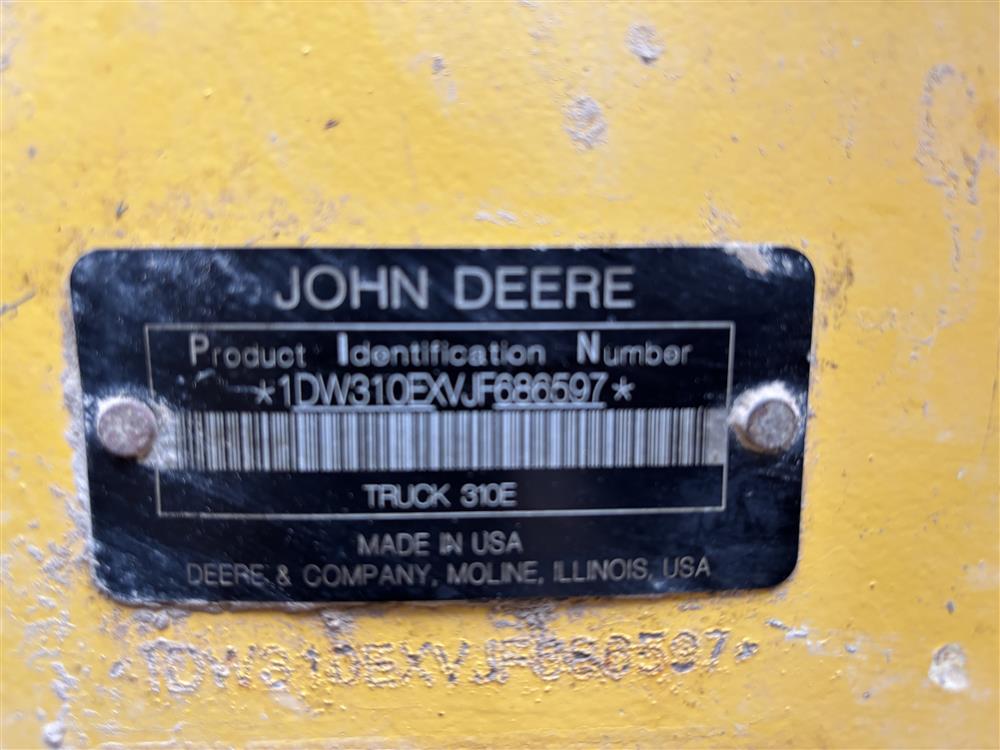 JOHN DEERE
Product Identification Number
*1DW310EXVJF686597*
TRUCK 310E
MADE IN USA
DEERE & COMPANY, MOLINE, ILLINOIS, USA
*1DW310EXVJF686597*